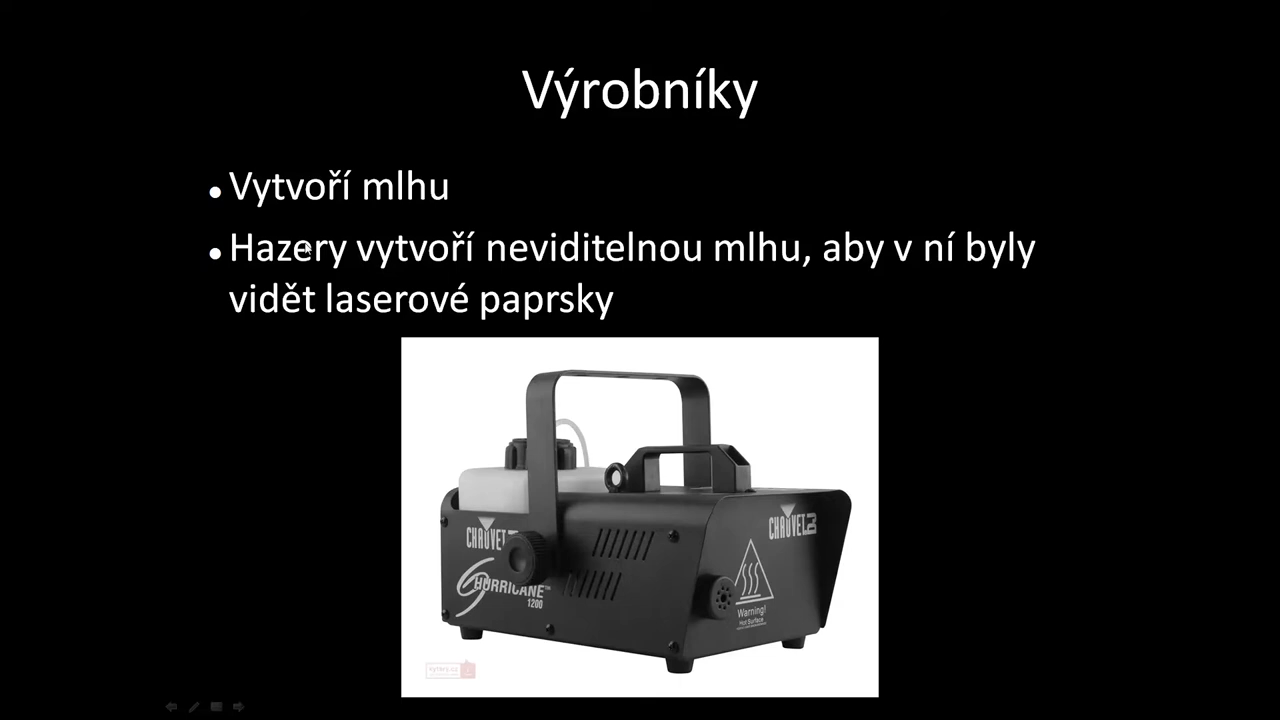 Výrobníky
Vytvoří mlhu
Hazery vytvoří neviditelnou mlhu, aby v ní byly
vidět laserové paprsky
CHAUVET
CHAUVET
HURRICANE™
1200
Warning!
Hot Surface